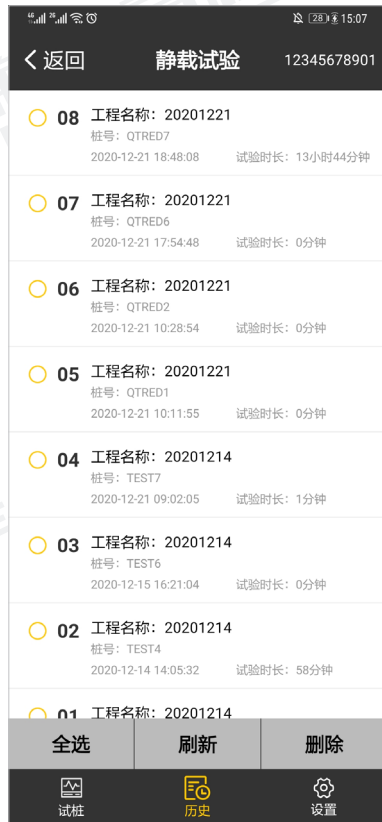 46 26 28 15:07
返回 静载试验 12345678901
08 工程名称：20201221
桩号：QTRED7
2020-12-21 18:48:08 试验时长：13小时44分钟
07 工程名称：20201221
桩号：QTRED6
2020-12-21 17:54:48 试验时长：0分钟
06 工程名称：20201221
桩号：QTRED2
2020-12-21 10:28:54 试验时长：0分钟
05 工程名称：20201221
桩号：QTRED1
2020-12-21 10:11:55 试验时长：0分钟
04 工程名称：20201214
桩号：TEST7
2020-12-21 09:02:05 试验时长：1分钟
03 工程名称：20201214
桩号：TEST6
2020-12-15 16:21:04 试验时长：0分钟
02 工程名称：20201214
桩号：TEST4
2020-12-14 14:05:32 试验时长：58分钟
01 工程名称：20201214
全选 刷新 删除
试桩 历史 设置